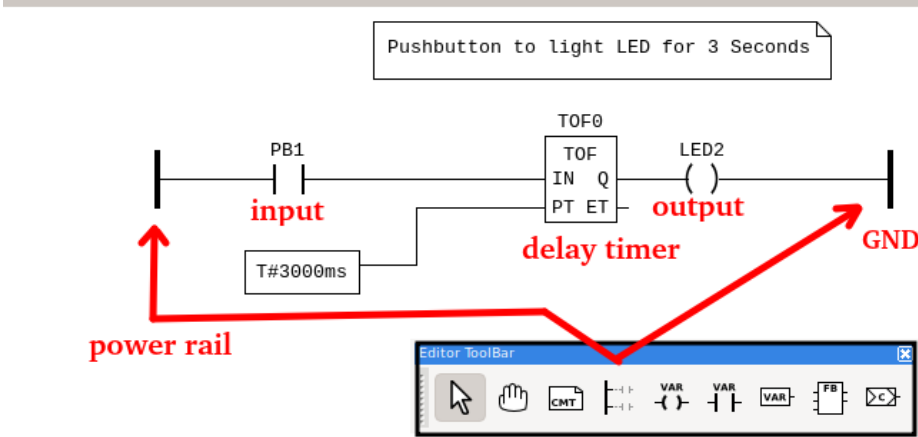 Pushbutton to light LED for 3 Seconds
TOF0
PB1
TOF
LED2
IN Q
input
PT ET
output
delay timer
GND
T#3000ms
power rail
Editor ToolBar
CMT
VAR
VAR
VAR
FB
C